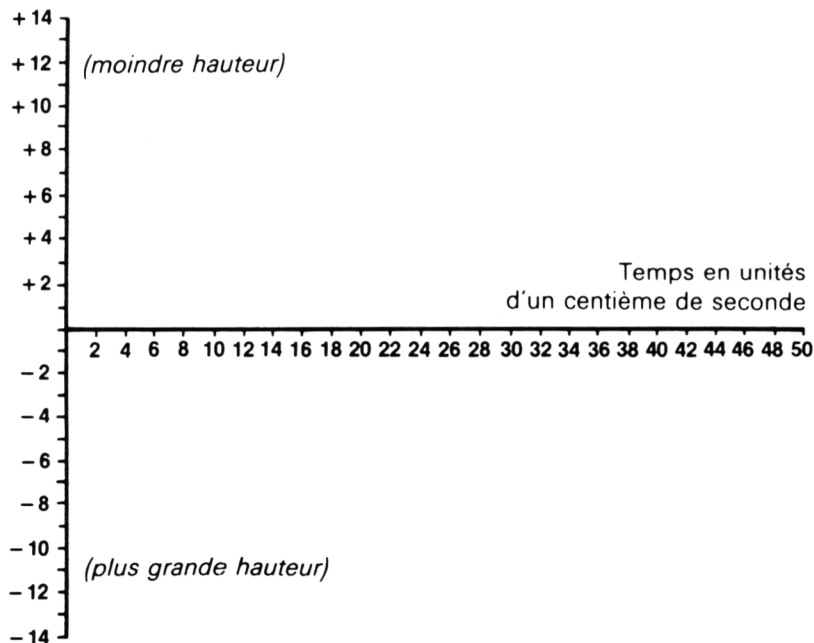 + 14
+ 12 (moindre hauteur)
+ 10
+ 8
+ 6
+ 4
+ 2
Temps en unités
d'un centième de seconde
2 4 6 8 10 12 14 16 18 20 22 24 26 28 30 32 34 36 38 40 42 44 46 48 50
− 2
− 4
− 6
− 8
− 10
(plus grande hauteur)
− 12
− 14